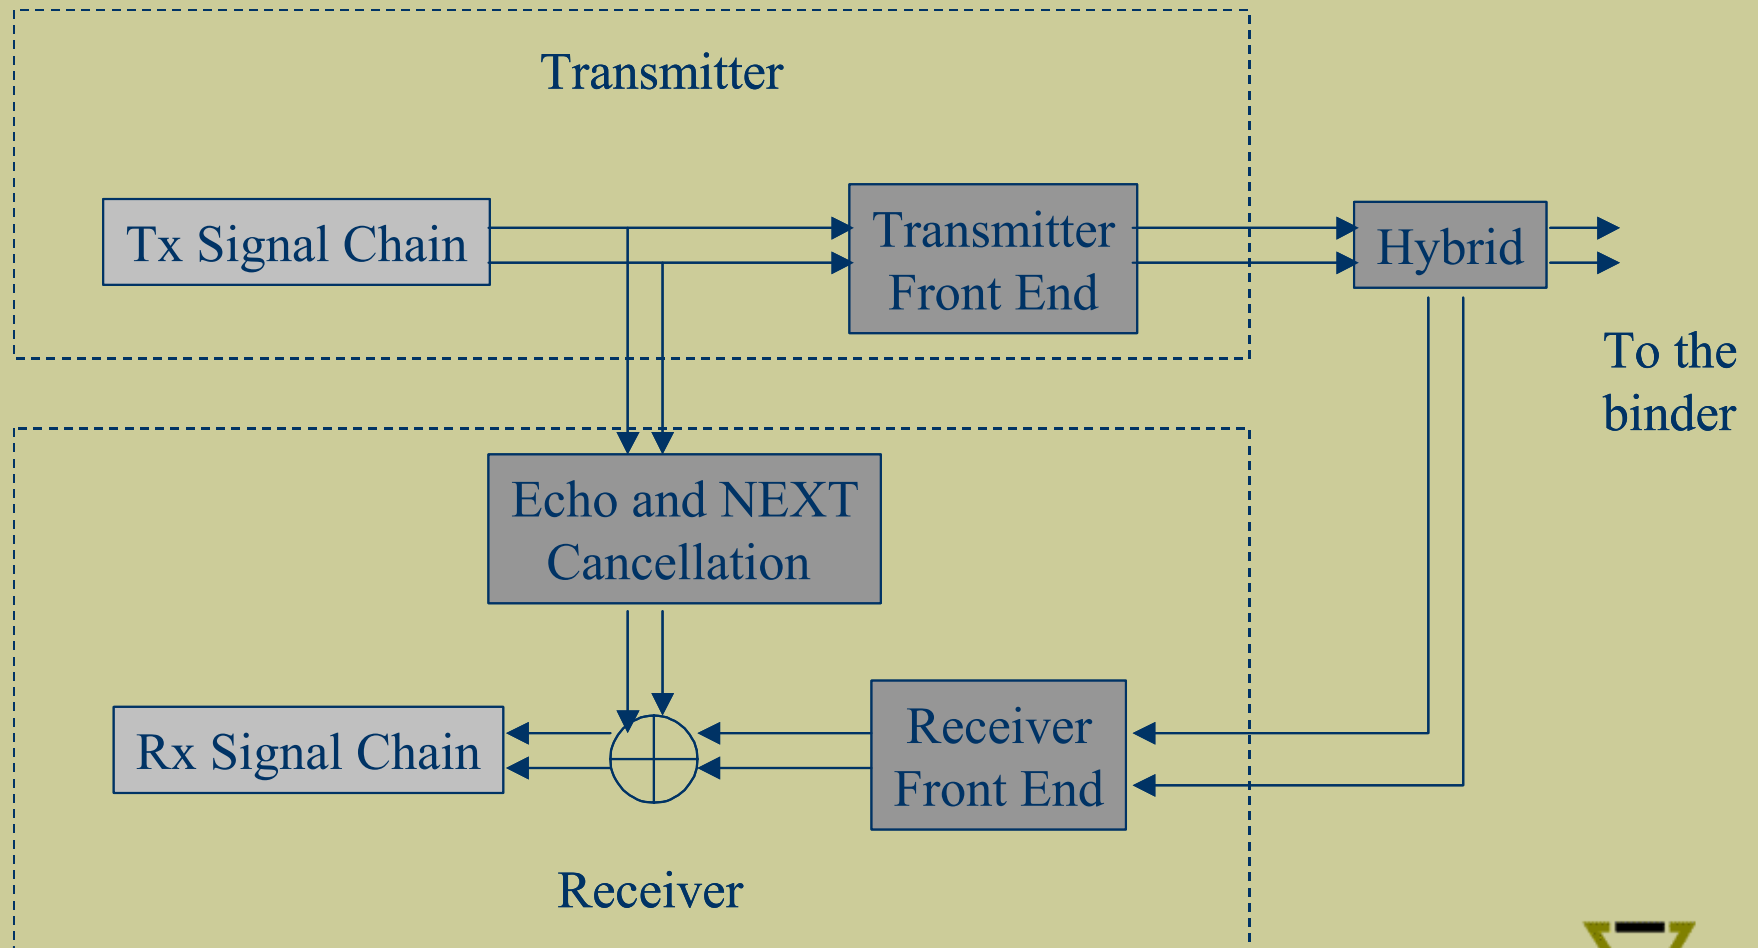 Transmitter
Tx Signal Chain
Transmitter
Front End
Hybrid
To the
binder
Echo and NEXT
Cancellation
Rx Signal Chain
Receiver
Front End
Receiver